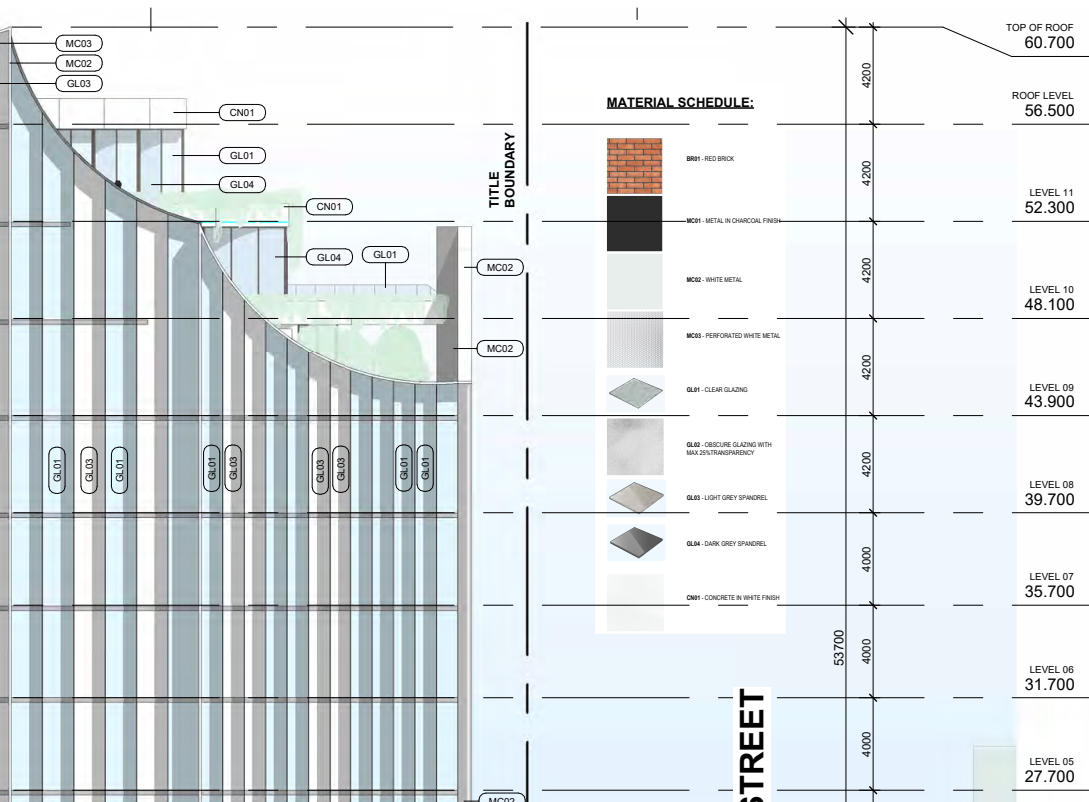 MC03
MC02
GL03
CN01
GL01
GL04
CN01
GL04
GL01
MC02
MC02
GL01
GL03
GL01
GL01
GL03
GL03
GL03
GL01
GL01
MC02
TITLE
BOUNDARY
MATERIAL SCHEDULE:
BR01 - RED BRICK
MC01 - METAL IN CHARCOAL FINISH
MC02 - WHITE METAL
MC03 - PERFORATED WHITE METAL
GL01 - CLEAR GLAZING
GL02 - OBSCURE GLAZING WITH
MAX 25%TRANSPARENCY
GL03 - LIGHT GREY SPANDREL
GL04 - DARK GREY SPANDREL
CN01 - CONCRETE IN WHITE FINISH
STREET
53700
4200
4200
4200
4200
4200
4000
4000
4000
TOP OF ROOF
60.700
ROOF LEVEL
56.500
LEVEL 11
52.300
LEVEL 10
48.100
LEVEL 09
43.900
LEVEL 08
39.700
LEVEL 07
35.700
LEVEL 06
31.700
LEVEL 05
27.700